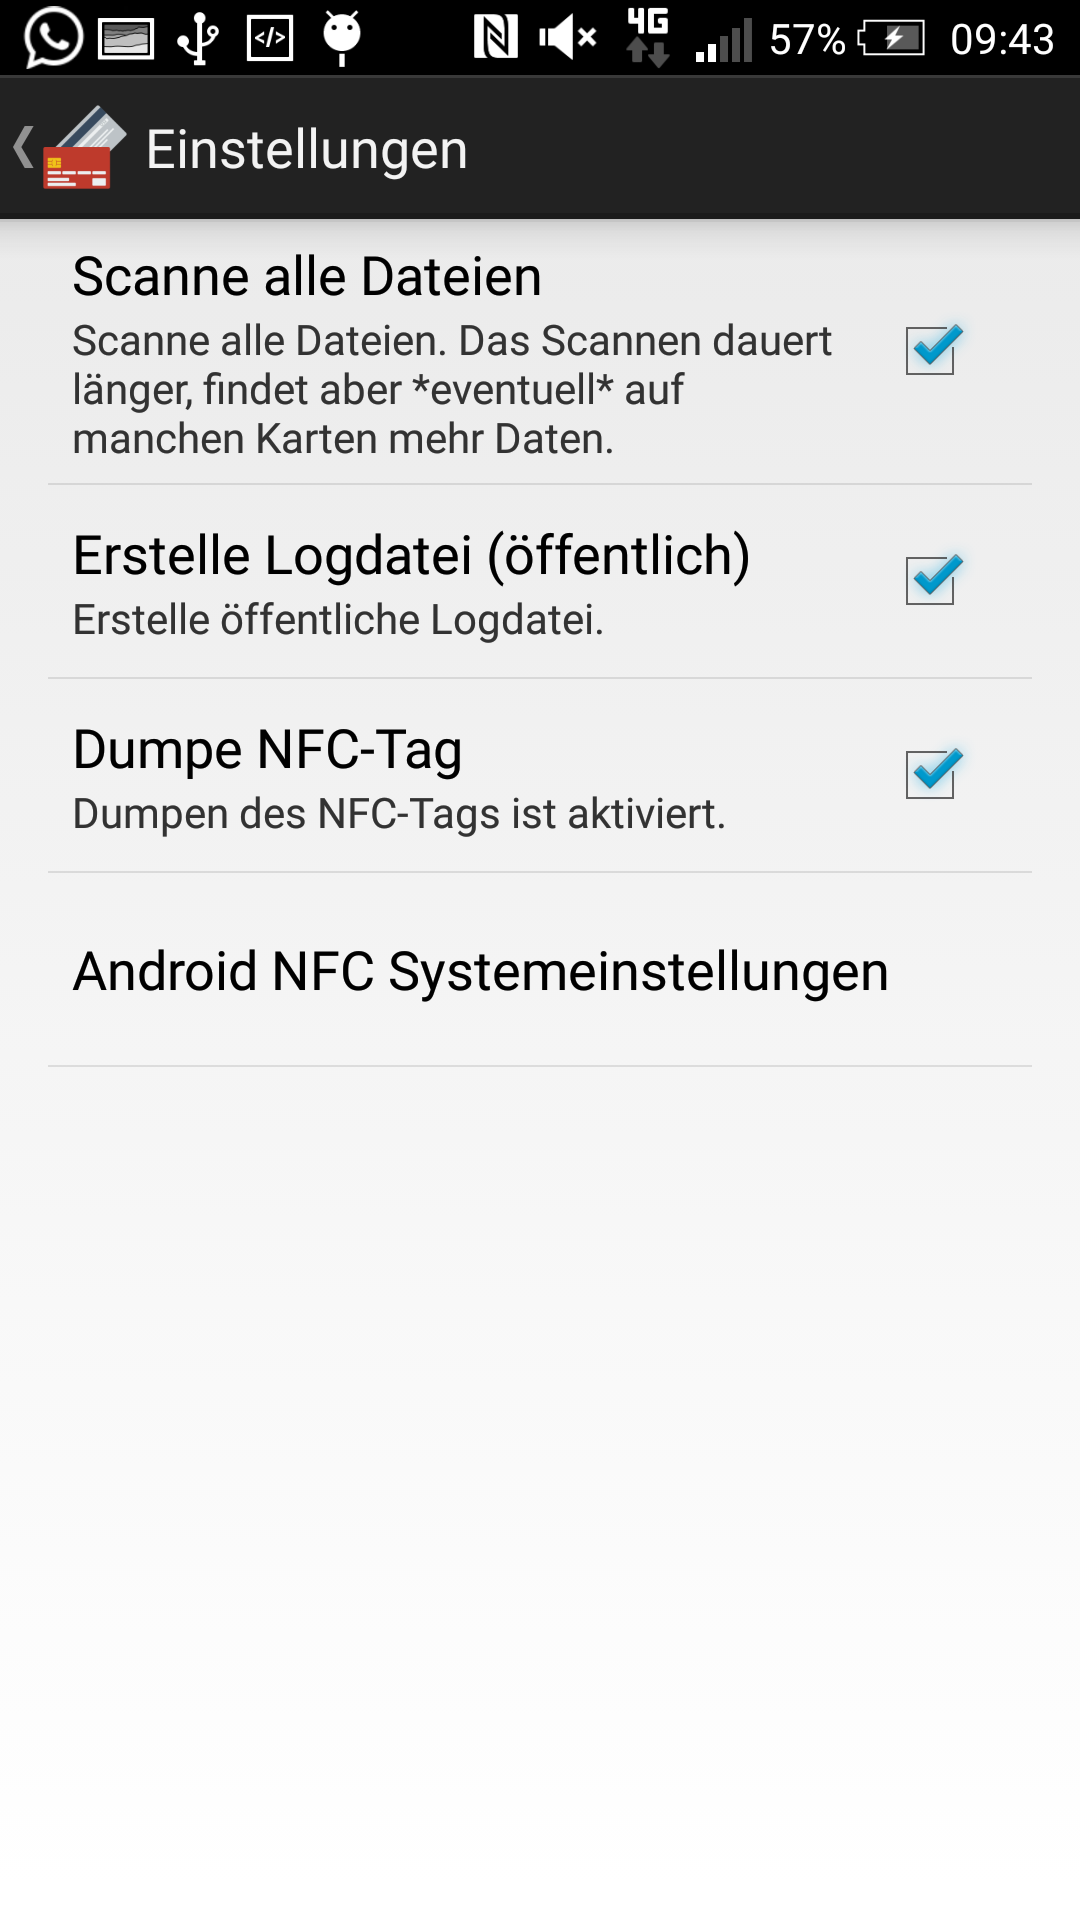 4G 57% 09:43
Einstellungen
Scanne alle Dateien
Scanne alle Dateien. Das Scannen dauert
länger, findet aber *eventuell* auf
manchen Karten mehr Daten.
Erstelle Logdatei (öffentlich)
Erstelle öffentliche Logdatei.
Dumpe NFC-Tag
Dumpen des NFC-Tags ist aktiviert.
Android NFC Systemeinstellungen